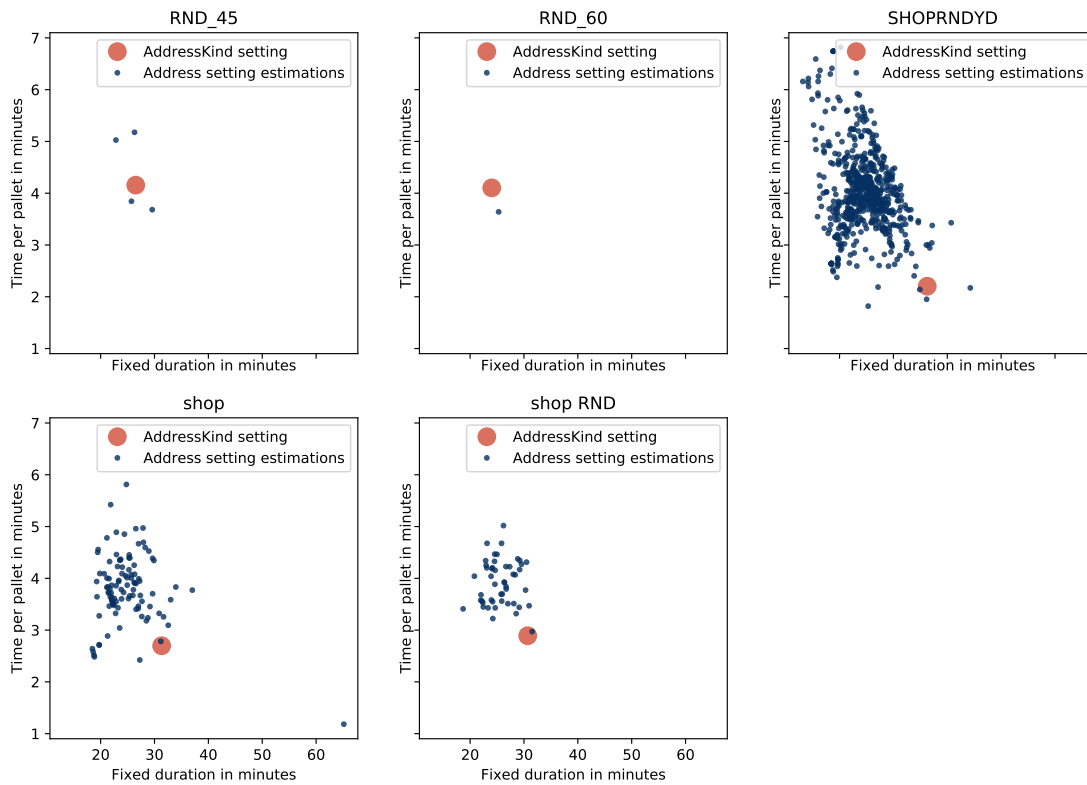 RND_45
RND_60
SHOPRNDYD
7
6
5
4
3
2
1
Time per pallet in minutes
AddressKind setting
Address setting estimations
Fixed duration in minutes
Time per pallet in minutes
AddressKind setting
Address setting estimations
Fixed duration in minutes
Time per pallet in minutes
AddressKind setting
Address setting estimations
Fixed duration in minutes
shop
shop RND
7
6
5
4
3
2
1
Time per pallet in minutes
AddressKind setting
Address setting estimations
20 30 40 50 60
Fixed duration in minutes
Time per pallet in minutes
AddressKind setting
Address setting estimations
20 30 40 50 60
Fixed duration in minutes